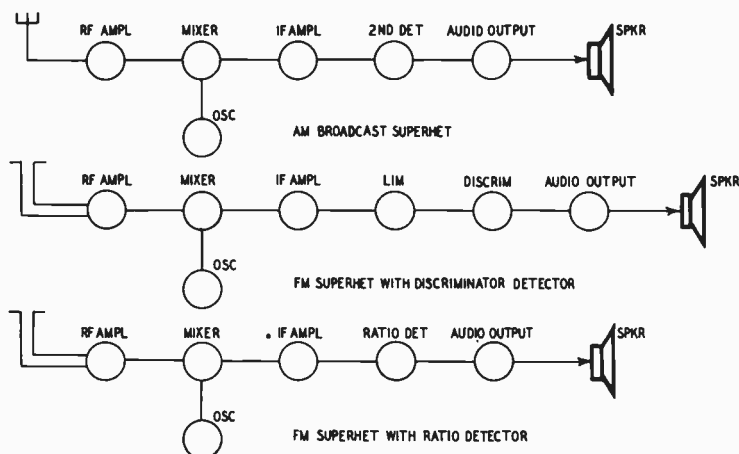 RF AMPL MIXER IF AMPL 2ND DET AUDIO OUTPUT SPKR
OSC
AM BROADCAST SUPERHET
RF AMPL MIXER IF AMPL LIM DISCRIM AUDIO OUTPUT SPKR
OSC
FM SUPERHET WITH DISCRIMINATOR DETECTOR
RF AMPL MIXER IF AMPL RATIO DET AUDIO OUTPUT SPKR
OSC
FM SUPERHET WITH RATIO DETECTOR